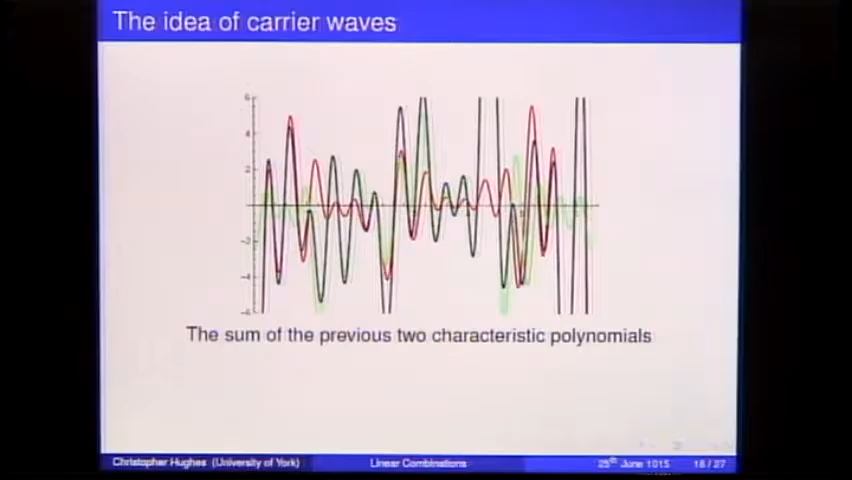 The idea of carrier waves
6
4
2
-2
-4
-6
The sum of the previous two characteristic polynomials
Christopher Hughes (University of York) Linear Combinations 25th June 1015 16 / 27